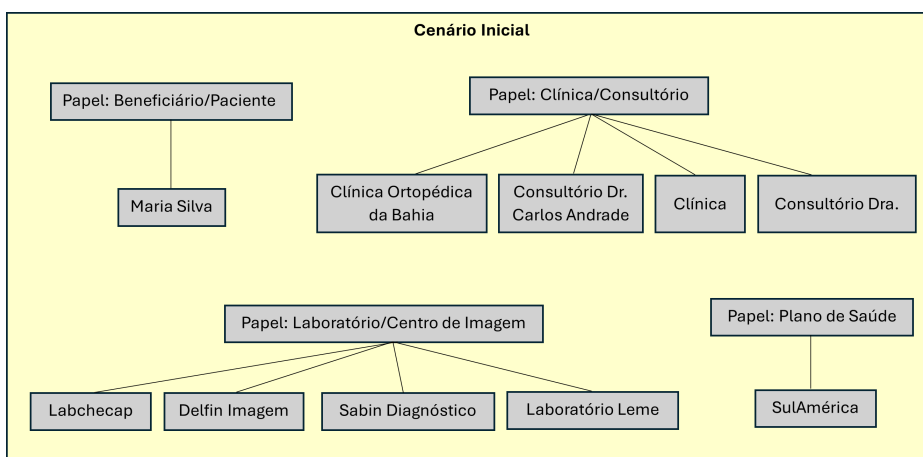 Cenário Inicial
Papel: Beneficiário/Paciente
Maria Silva
Papel: Clínica/Consultório
Clínica Ortopédica
da Bahia
Consultório Dr.
Carlos Andrade
Clínica
Consultório Dra.
Papel: Laboratório/Centro de Imagem
Labchecap
Delfin Imagem
Sabin Diagnóstico
Laboratório Leme
Papel: Plano de Saúde
SulAmérica